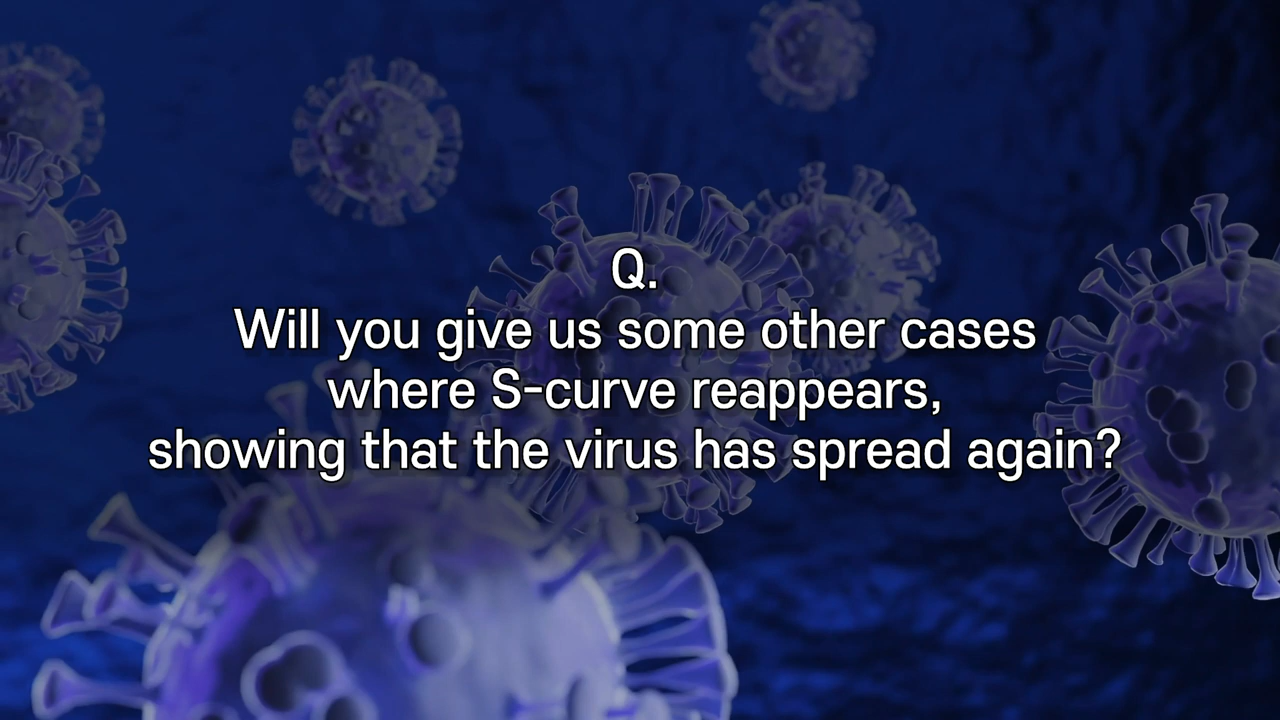 Q.
Will you give us some other cases
where S-curve reappears,
showing that the virus has spread again?